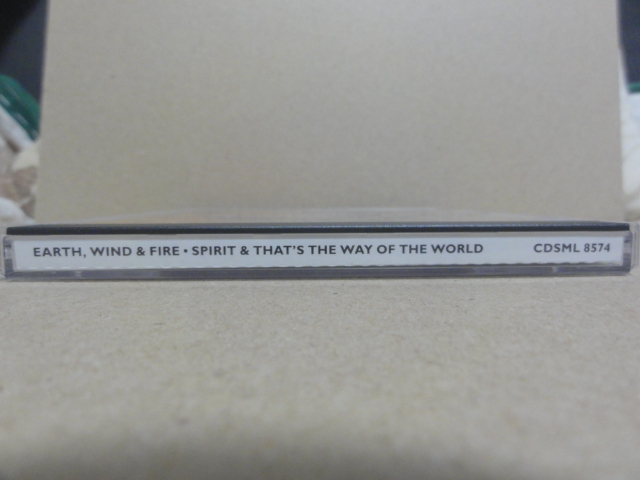 EARTH, WIND & FIRE • SPIRIT & THAT'S THE WAY OF THE WORLD CDSML 8574